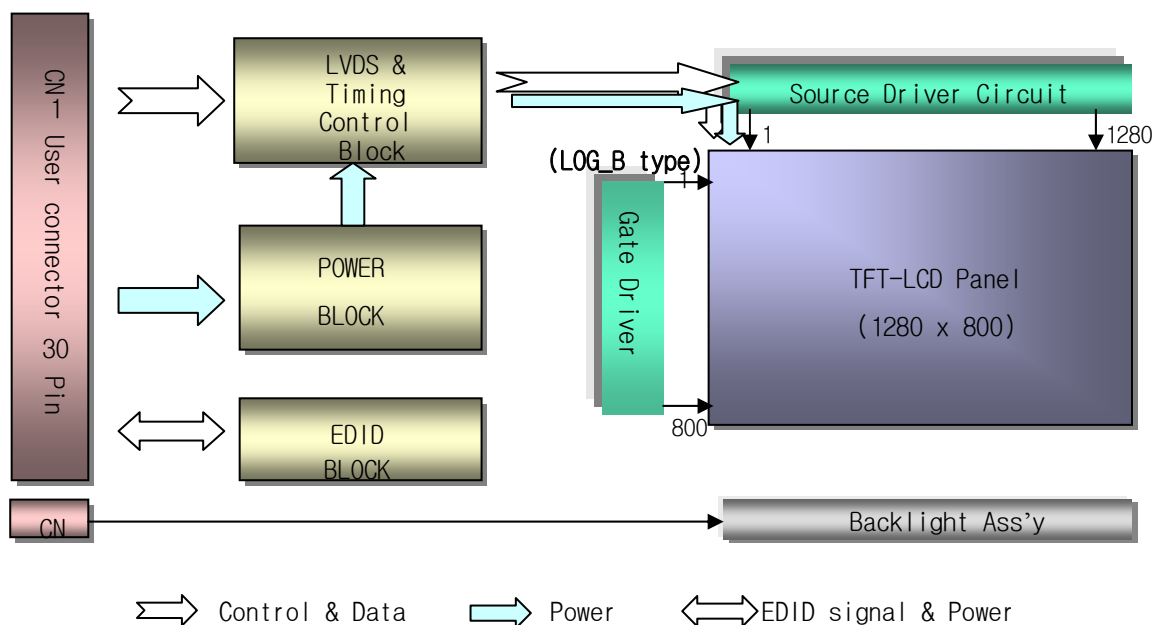 CN-1 User connector 30 Pin
LVDS &
Timing
Control
Block
Source Driver Circuit
1
1280
(LOG_B type)
1
Gate Driver
800
TFT-LCD Panel
(1280 x 800)
POWER
BLOCK
EDID
BLOCK
CN
Backlight Ass'y
Control & Data
Power
EDID signal & Power